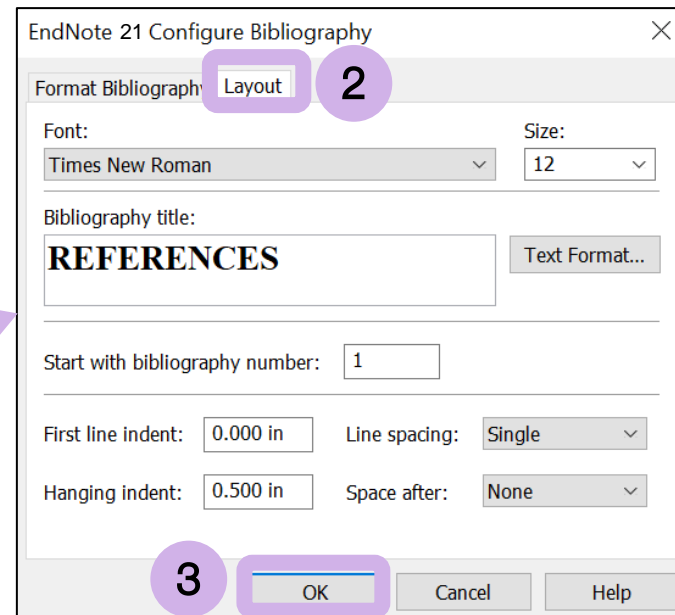 EndNote 21 Configure Bibliography
Format Bibliography Layout 2
Font: Size:
Times New Roman 12
Bibliography title:
REFERENCES Text Format...
Start with bibliography number: 1
First line indent: 0.000 in Line spacing: Single
Hanging indent: 0.500 in Space after: None
3 OK Cancel Help